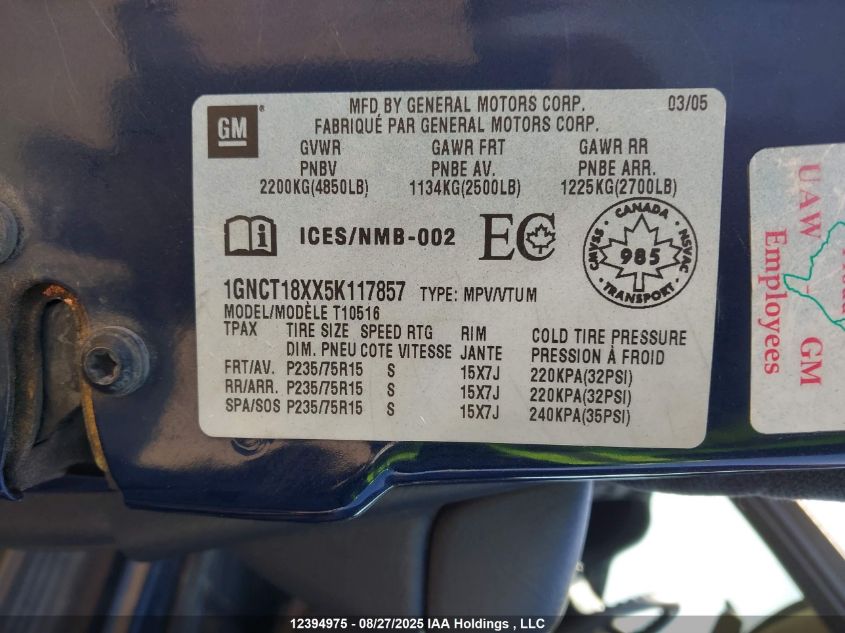 GM
MFD BY GENERAL MOTORS CORP. 03/05
FABRIQUÉ PAR GENERAL MOTORS CORP.
GVWR GAWR FRT GAWR RR
PNBV PNBE AV. PNBE ARR.
2200KG(4850LB) 1134KG(2500LB) 1225KG(2700LB)
i ICES/NMB-002 EC
CANADA
CMVSS 985 NSVAC
TRANSPORT
1GNCT18XX5K117857 TYPE: MPV/VTUM
MODEL/MODÈLE T10516
TPAX TIRE SIZE SPEED RTG RIM COLD TIRE PRESSURE
DIM. PNEU COTE VITESSE JANTE PRESSION À FROID
FRT/AV. P235/75R15 S 15X7J 220KPA(32PSI)
RR/ARR. P235/75R15 S 15X7J 220KPA(32PSI)
SPA/SOS P235/75R15 S 15X7J 240KPA(35PSI)
UAW GM
Employees
12394975 - 08/27/2025 IAA Holdings , LLC